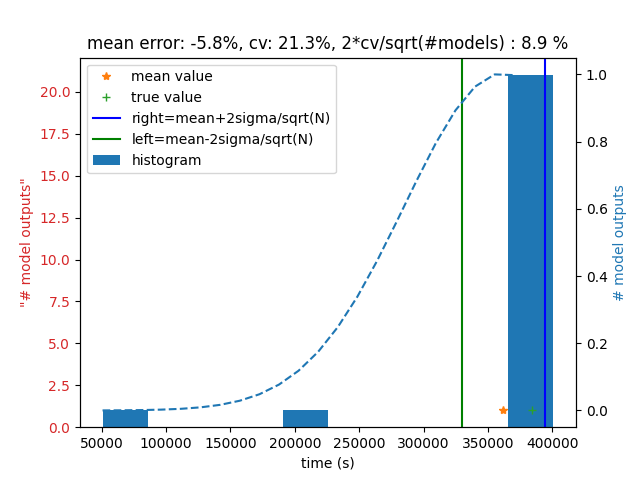 mean error: -5.8%, cv: 21.3%, 2*cv/sqrt(#models) : 8.9 %
mean value
true value
right=mean+2sigma/sqrt(N)
left=mean-2sigma/sqrt(N)
histogram
"# model outputs"
20.0
17.5
15.0
12.5
10.0
7.5
5.0
2.5
0.0
1.0
0.8
0.6
0.4
0.2
0.0
# model outputs
50000 100000 150000 200000 250000 300000 350000 400000
time (s)